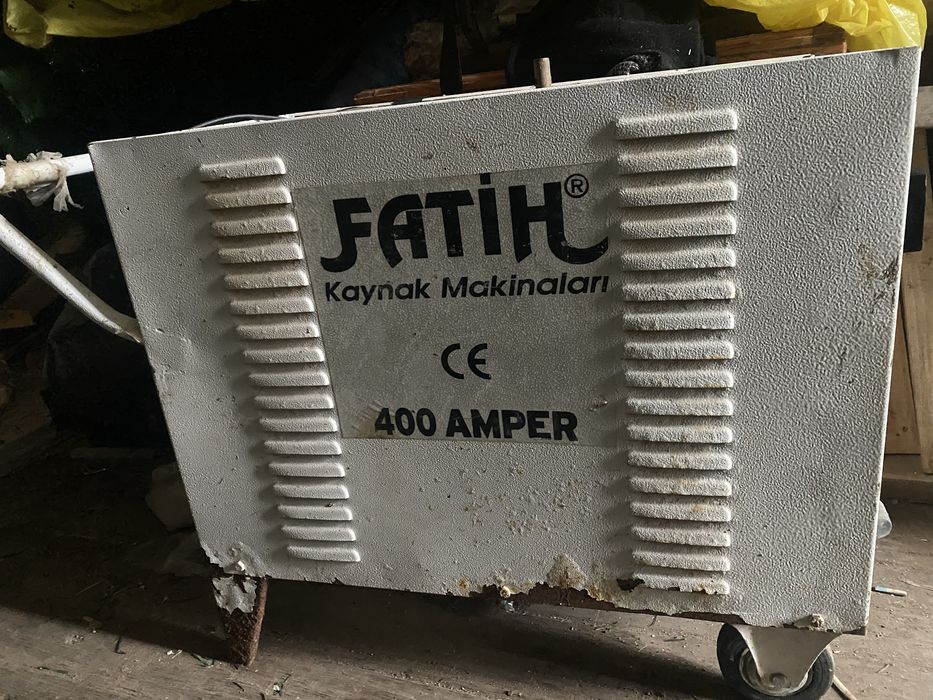 FATİH®
Kaynak Makinaları
CE
400 AMPER